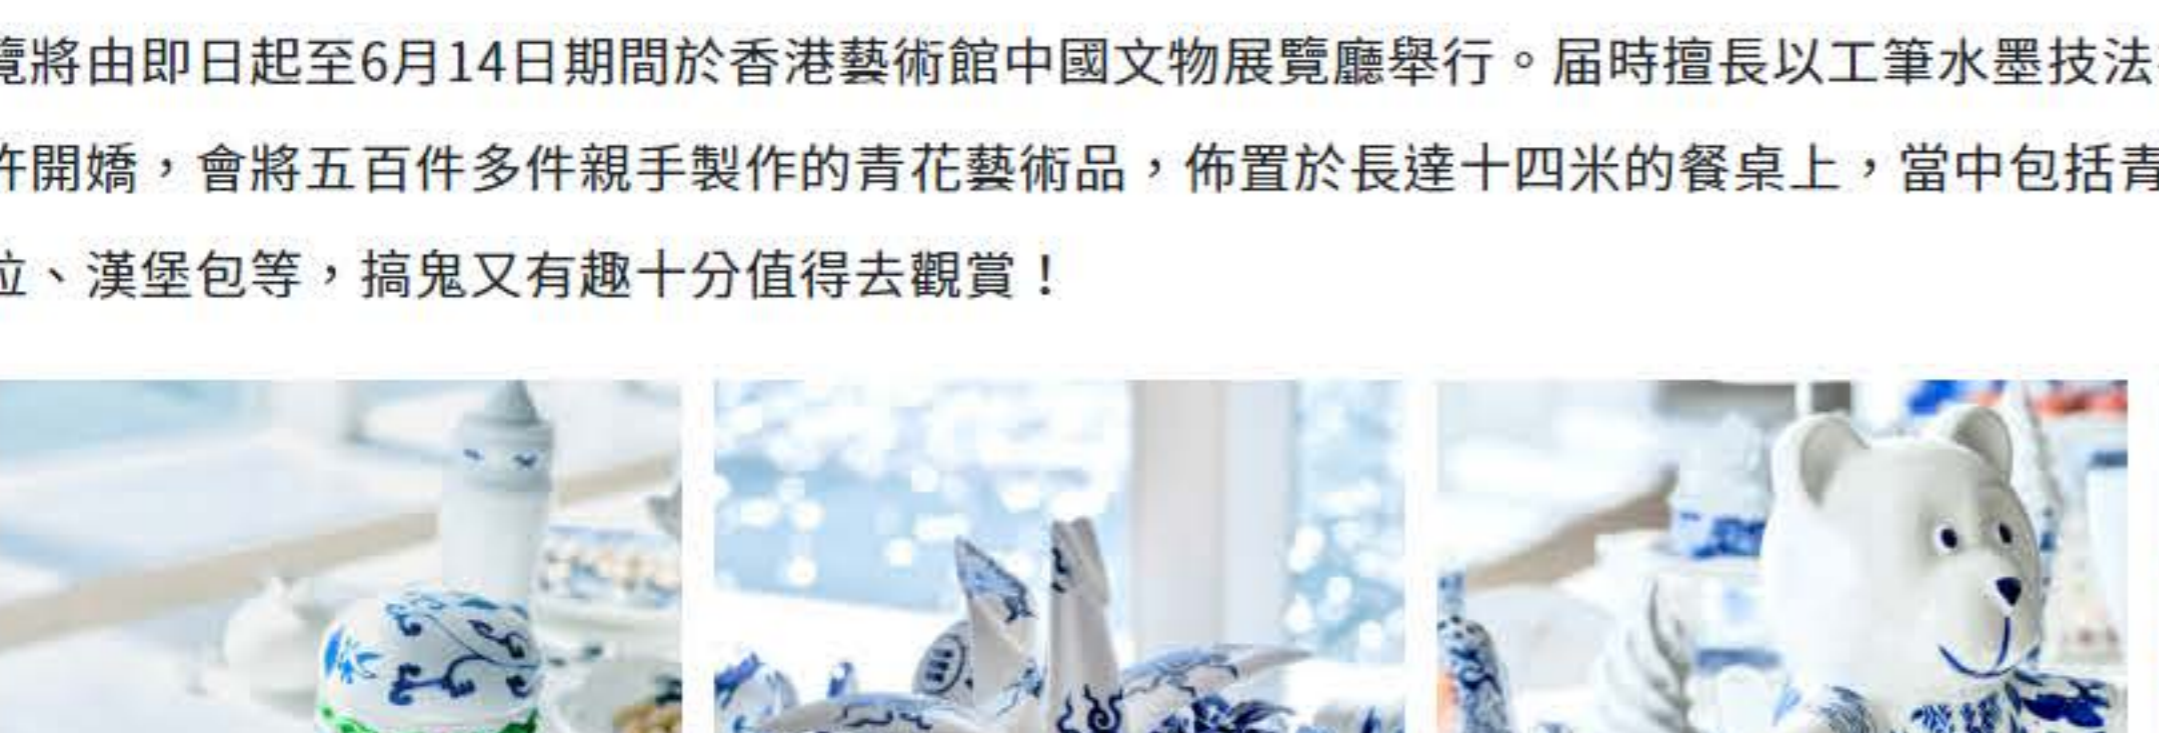 覽將由即日起至6月14日期間於香港藝術館中國文物展覽廳舉行。届時擅長以工筆水墨技法
許開嬌，會將五百件多件親手製作的青花藝術品，佈置於長達十四米的餐桌上，當中包括青
位、漢堡包等，搞鬼又有趣十分值得去觀賞！